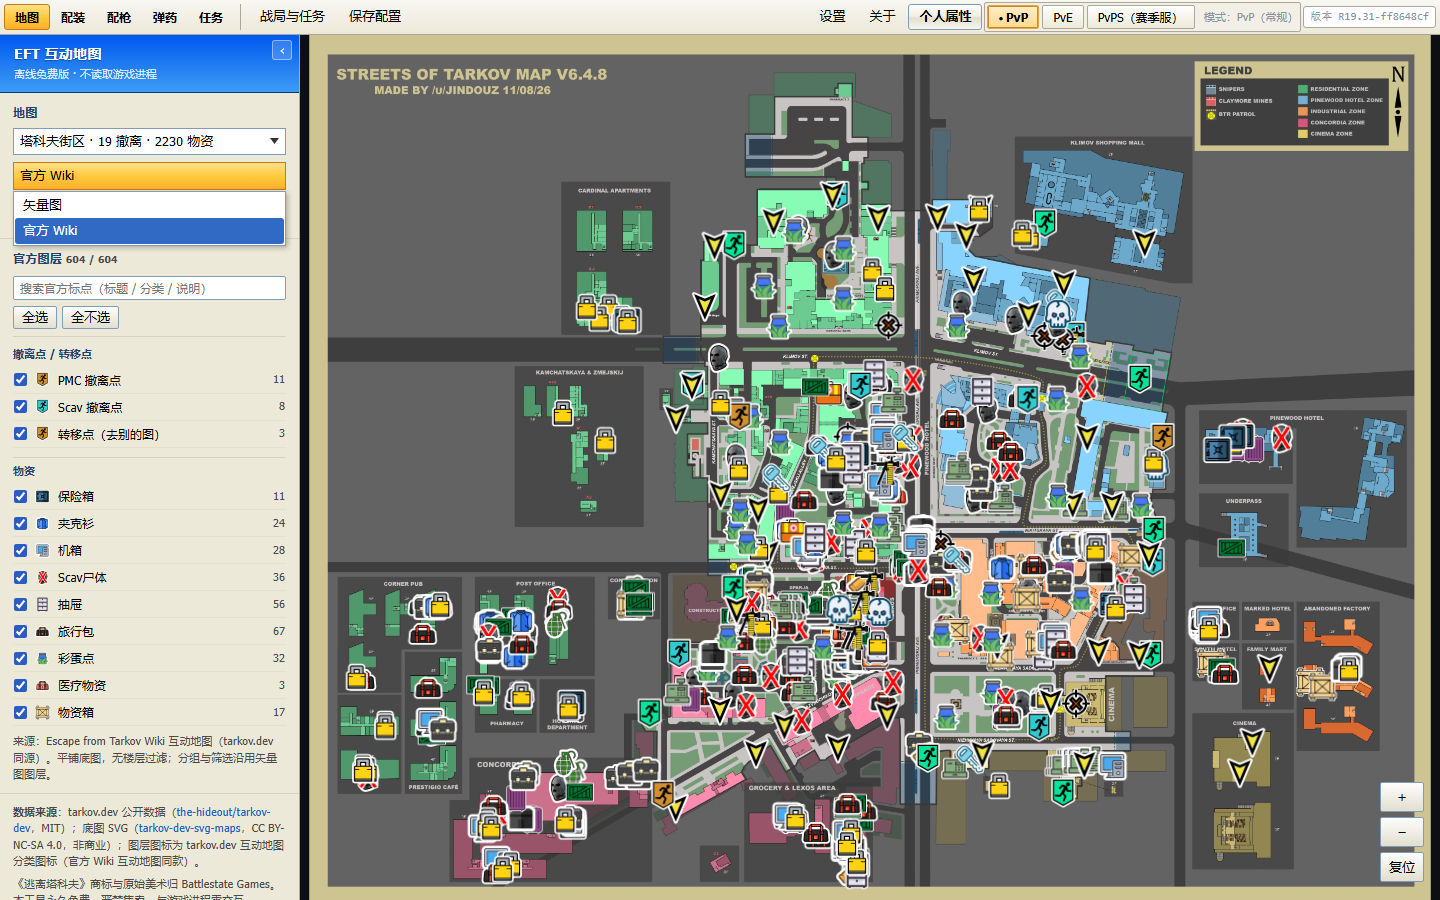 地图
配装
配枪
弹药
任务
战局与任务
保存配置
设置
关于
个人属性
• PvP
PvE
PvPS（赛季服）
模式：PvP（常规）
版本 R19.31-ff8648cf
EFT 互动地图
离线免费版 · 不读取游戏进程
‹
地图
塔科夫街区 · 19 撤离 · 2230 物资
官方 Wiki
矢量图
官方 Wiki
官方图层 604 / 604
搜索官方标点（标题 / 分类 / 说明）
全选
全不选
撤离点 / 转移点
PMC 撤离点 11
Scav 撤离点 8
转移点（去别的图） 3
物资
保险箱 11
夹克衫 24
机箱 28
Scav尸体 36
抽屉 56
旅行包 67
彩蛋点 32
医疗物资 3
物资箱 17
来源：Escape from Tarkov Wiki 互动地图（tarkov.dev
同源）。平铺底图，无楼层过滤；分组与筛选沿用矢量
图图层。
数据来源：tarkov.dev 公开数据（the-hideout/tarkov-
dev，MIT）；底图 SVG（tarkov-dev-svg-maps，CC BY-
NC-SA 4.0，非商业）；图层图标为 tarkov.dev 互动地图
分类图标（官方 Wiki 互动地图同款）。
《逃离塔科夫》商标与原始美术归 Battlestate Games。
STREETS OF TARKOV MAP V6.4.8
MADE BY /u/JINDOUZ 11/08/26
LEGEND
N
SNIPERS
CLAYMORE MINES
BTR PATROL
RESIDENTIAL ZONE
PINEWOOD HOTEL ZONE
INDUSTRIAL ZONE
CONCORDIA ZONE
CINEMA ZONE
KLIMOV SHOPPING MALL
CARDINAL APARTMENTS
KLIMOV ST.
KLIMOV ST.
KAMCHATSKAYA & ZMEJSKIJ
PINEWOOD HOTEL
PINEWOOD HOTEL
UNDERPASS
CORNER PUB
POST OFFICE
SPARJA
MARKED HOTEL
ABANDONED FACTORY
FAMILY MART
PHARMACY
DEPARTMENT
CINEMA
CINEMA
PRESTIGIO CAFÉ
GROCERY & LEXOS AREA
+
−
复位